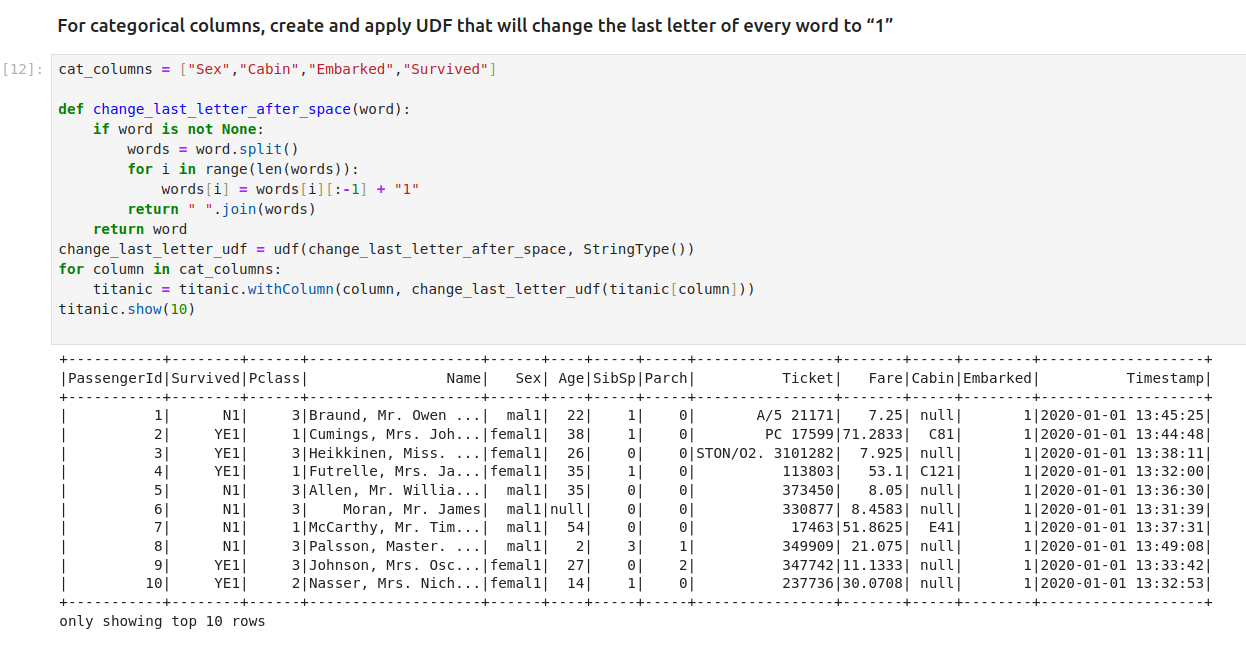 For categorical columns, create and apply UDF that will change the last letter of every word to “1”
[12]:
cat_columns = ["Sex","Cabin","Embarked","Survived"]

def change_last_letter_after_space(word):
    if word is not None:
        words = word.split()
        for i in range(len(words)):
            words[i] = words[i][:-1] + "1"
        return " ".join(words)
    return word
change_last_letter_udf = udf(change_last_letter_after_space, StringType())
for column in cat_columns:
    titanic = titanic.withColumn(column, change_last_letter_udf(titanic[column]))
titanic.show(10)

+-----------+--------+------+--------------------+------+----+-----+-----+----------------+-------+-----+--------+-------------------+
|PassengerId|Survived|Pclass|                Name|   Sex| Age|SibSp|Parch|          Ticket|   Fare|Cabin|Embarked|          Timestamp|
+-----------+--------+------+--------------------+------+----+-----+-----+----------------+-------+-----+--------+-------------------+
|          1|      N1|     3|Braund, Mr. Owen ...|  mal1|  22|    1|    0|       A/5 21171|   7.25| null|       1|2020-01-01 13:45:25|
|          2|     YE1|     1|Cumings, Mrs. Joh...|femal1|  38|    1|    0|        PC 17599|71.2833|  C81|       1|2020-01-01 13:44:48|
|          3|     YE1|     3|Heikkinen, Miss. ...|femal1|  26|    0|    0|STON/O2. 3101282|  7.925| null|       1|2020-01-01 13:38:11|
|          4|     YE1|     1|Futrelle, Mrs. Ja...|femal1|  35|    1|    0|          113803|   53.1| C121|       1|2020-01-01 13:32:00|
|          5|      N1|     3|Allen, Mr. Willia...|  mal1|  35|    0|    0|          373450|   8.05| null|       1|2020-01-01 13:36:30|
|          6|      N1|     3|    Moran, Mr. James|  mal1|null|    0|    0|          330877| 8.4583| null|       1|2020-01-01 13:31:39|
|          7|      N1|     1|McCarthy, Mr. Tim...|  mal1|  54|    0|    0|           17463|51.8625|  E41|       1|2020-01-01 13:37:31|
|          8|      N1|     3|Palsson, Master. ...|  mal1|   2|    3|    1|          349909| 21.075| null|       1|2020-01-01 13:49:08|
|          9|     YE1|     3|Johnson, Mrs. Osc...|femal1|  27|    0|    2|          347742|11.1333| null|       1|2020-01-01 13:33:42|
|         10|     YE1|     2|Nasser, Mrs. Nich...|femal1|  14|    1|    0|          237736|30.0708| null|       1|2020-01-01 13:32:53|
+-----------+--------+------+--------------------+------+----+-----+-----+----------------+-------+-----+--------+-------------------+
only showing top 10 rows